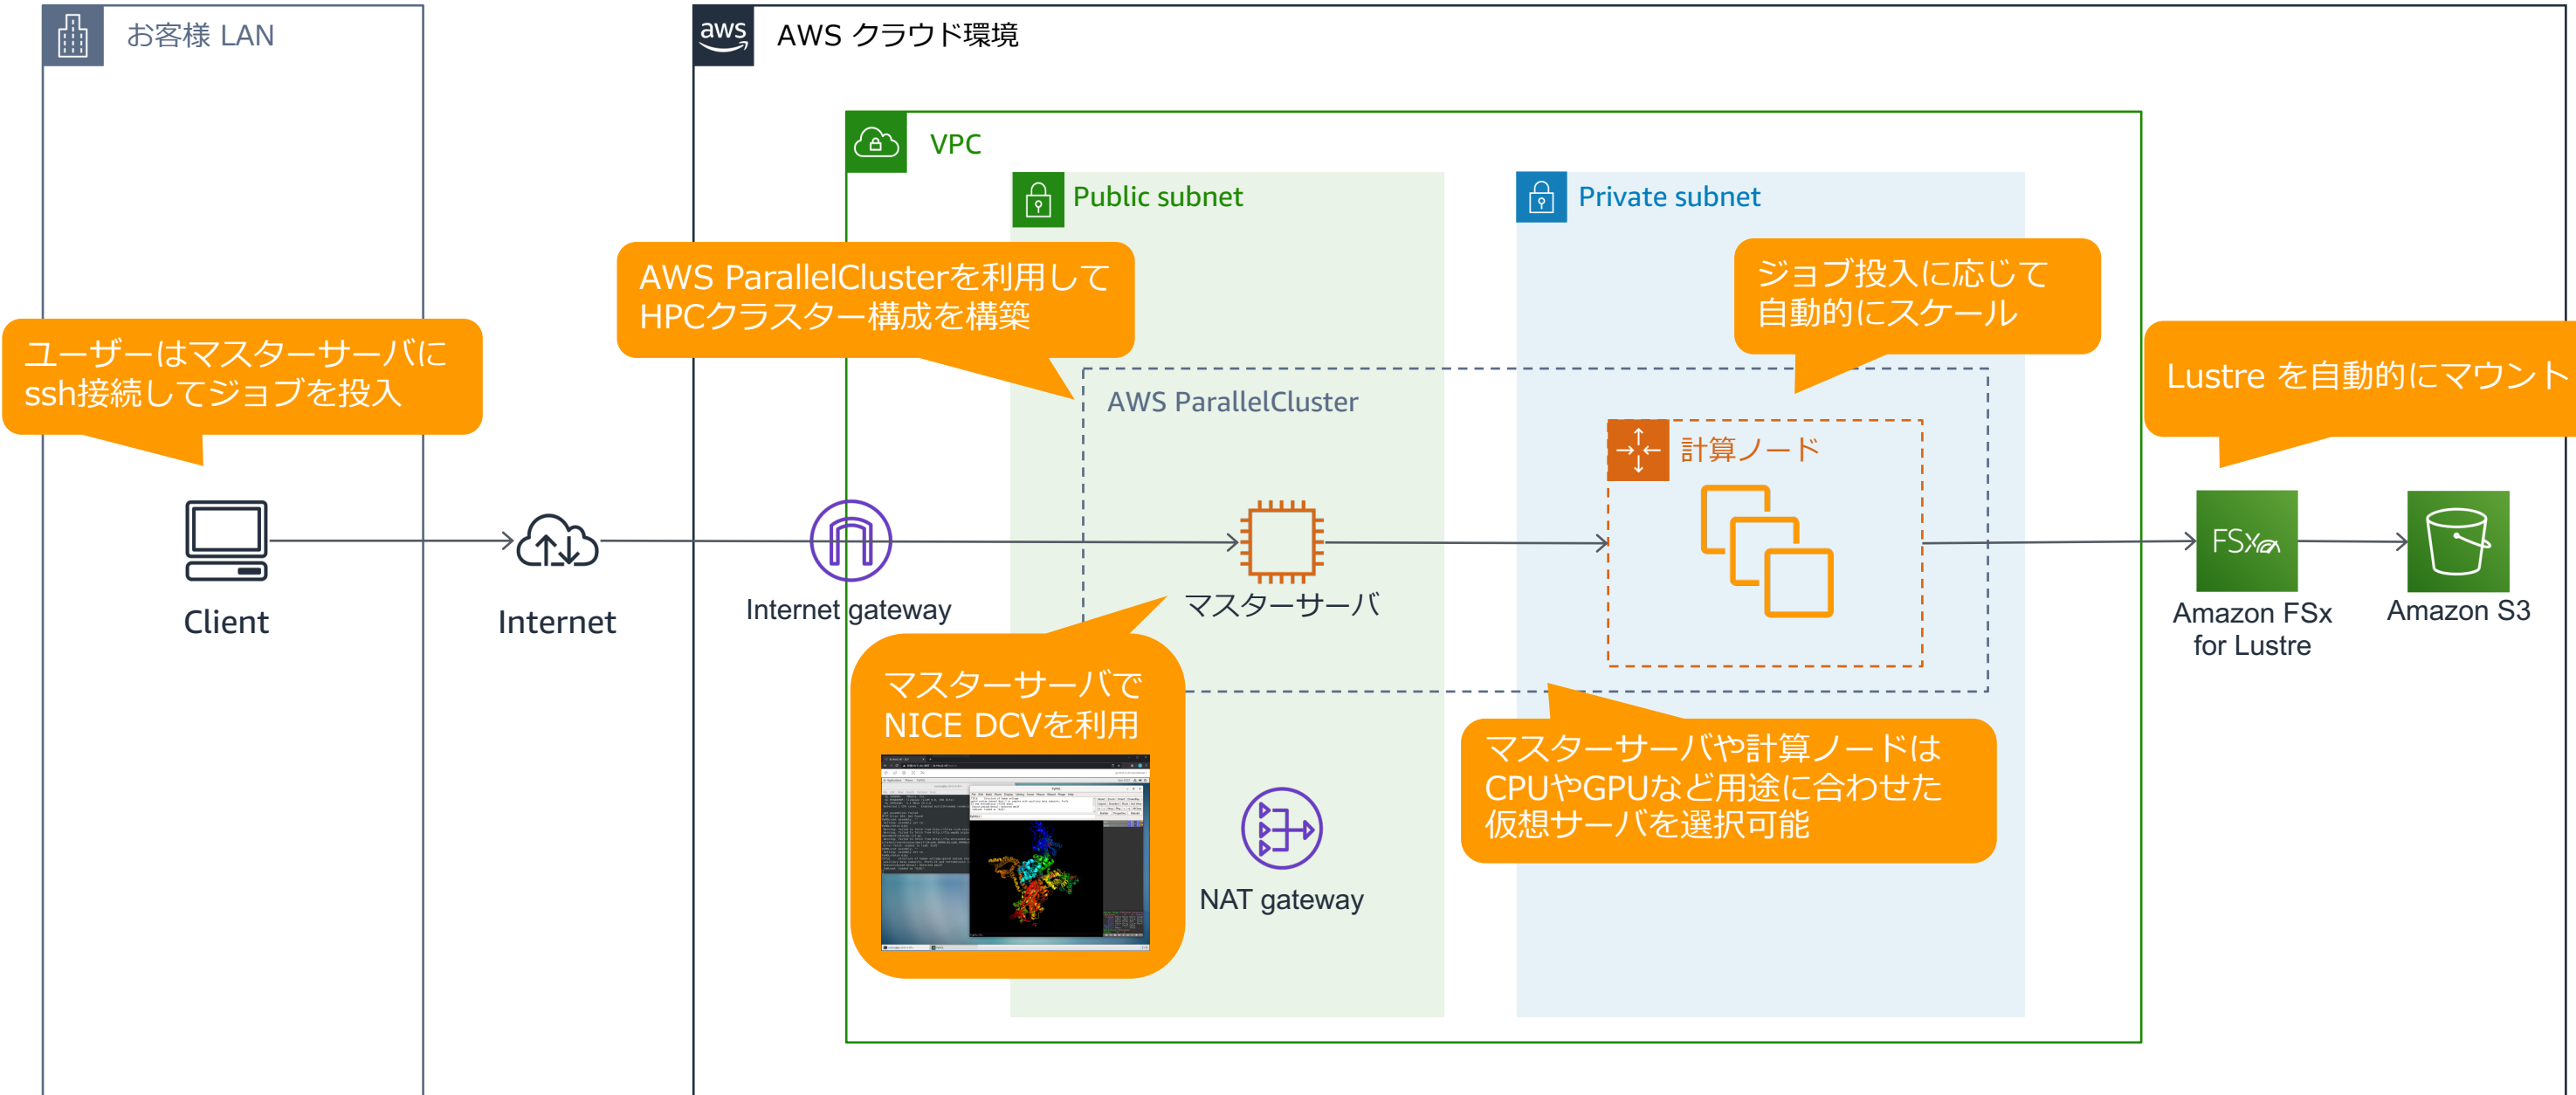 お客様 LAN
aws
AWS クラウド環境
VPC
Public subnet
Private subnet
AWS ParallelClusterを利用して
HPCクラスター構成を構築
ジョブ投入に応じて
自動的にスケール
ユーザーはマスターサーバに
ssh接続してジョブを投入
Lustre を自動的にマウント
AWS ParallelCluster
計算ノード
FSx
Client
Internet
Internet gateway
マスターサーバ
Amazon FSx
for Lustre
Amazon S3
マスターサーバで
NICE DCVを利用
マスターサーバや計算ノードは
CPUやGPUなど用途に合わせた
仮想サーバを選択可能
NAT gateway